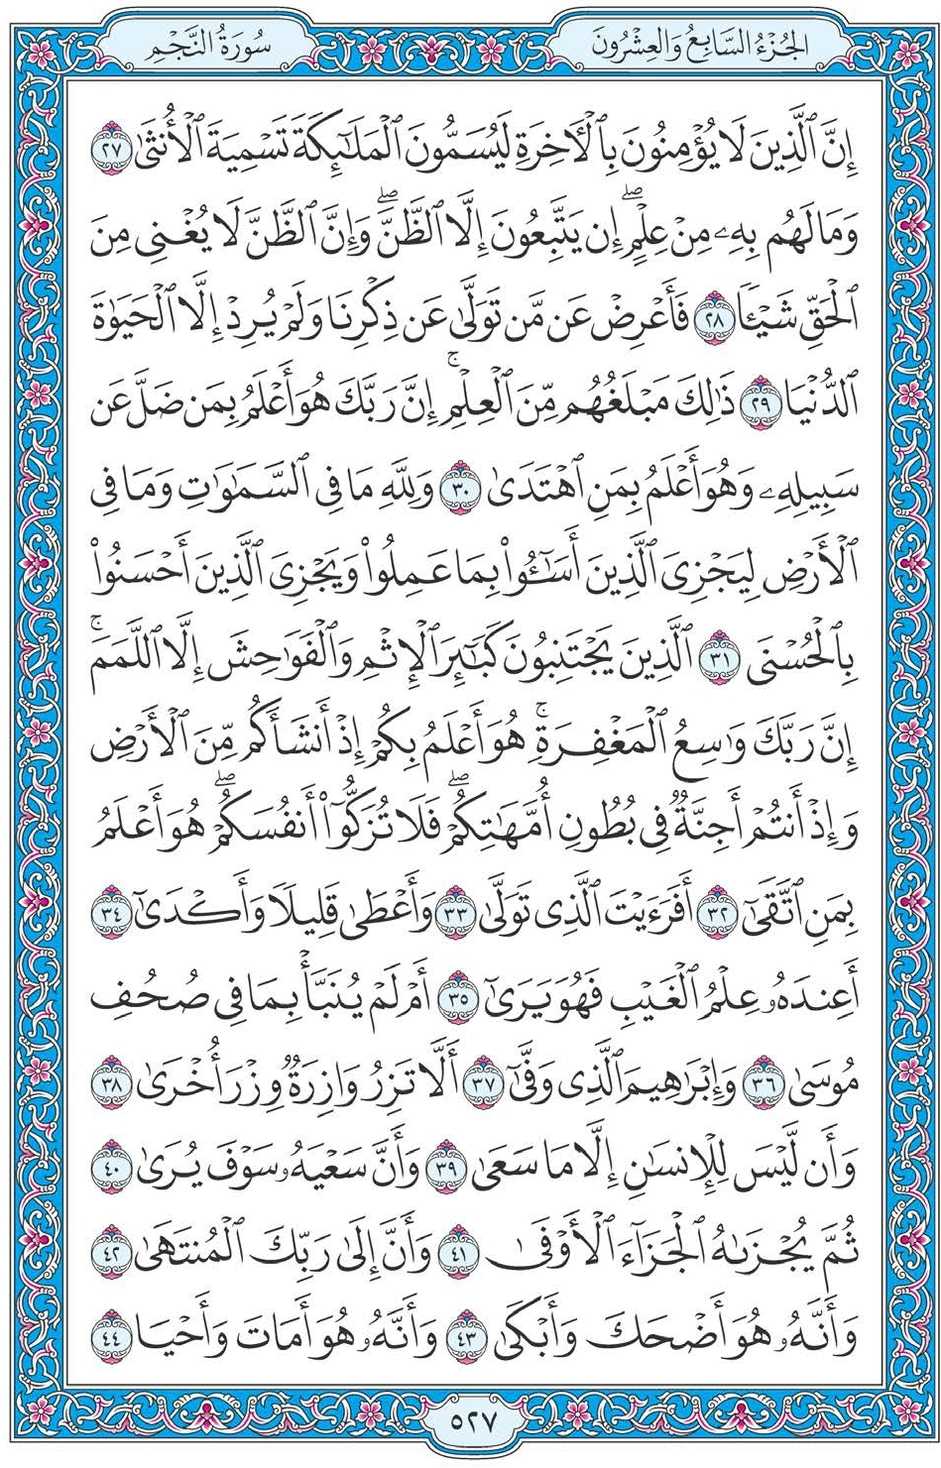 الجُزْءُ السَّابِعُ وَالعِشْرُونَ
سُورَةُ النَّجْمِ
إِنَّ ٱلَّذِينَ لَا يُؤْمِنُونَ بِٱلْأَخِرَةِ لَيُسَمُّونَ ٱلْمَلَٰٓئِكَةَ تَسْمِيَةَ ٱلْأُنثَىٰ ٢٧
وَمَا لَهُم بِهِۦ مِنْ عِلْمٍۖ إِن يَتَّبِعُونَ إِلَّا ٱلظَّنَّۖ وَإِنَّ ٱلظَّنَّ لَا يُغْنِى مِنَ
ٱلْحَقِّ شَيْـًٔا ٢٨ فَأَعْرِضْ عَن مَّن تَوَلَّىٰ عَن ذِكْرِنَا وَلَمْ يُرِدْ إِلَّا ٱلْحَيَوٰةَ
ٱلدُّنْيَا ٢٩ ذَٰلِكَ مَبْلَغُهُم مِّنَ ٱلْعِلْمِۚ إِنَّ رَبَّكَ هُوَ أَعْلَمُ بِمَن ضَلَّ عَن
سَبِيلِهِۦ وَهُوَ أَعْلَمُ بِمَنِ ٱهْتَدَىٰ ٣٠ وَلِلَّهِ مَا فِى ٱلسَّمَٰوَٰتِ وَمَا فِى
ٱلْأَرْضِ لِيَجْزِىَ ٱلَّذِينَ أَسَٰٓـُٔوا۟ بِمَا عَمِلُوا۟ وَيَجْزِىَ ٱلَّذِينَ أَحْسَنُوا۟
بِٱلْحُسْنَى ٣١ ٱلَّذِينَ يَجْتَنِبُونَ كَبَٰٓئِرَ ٱلْإِثْمِ وَٱلْفَوَٰحِشَ إِلَّا ٱللَّمَمَۚ
إِنَّ رَبَّكَ وَٰسِعُ ٱلْمَغْفِرَةِۚ هُوَ أَعْلَمُ بِكُمْ إِذْ أَنشَأَكُم مِّنَ ٱلْأَرْضِ
وَإِذْ أَنتُمْ أَجِنَّةٌ فِى بُطُونِ أُمَّهَٰتِكُمْۖ فَلَا تُزَكُّوٓا۟ أَنفُسَكُمْۖ هُوَ أَعْلَمُ
بِمَنِ ٱتَّقَىٰٓ ٣٢ أَفَرَءَيْتَ ٱلَّذِى تَوَلَّىٰ ٣٣ وَأَعْطَىٰ قَلِيلًا وَأَكْدَىٰٓ ٣٤
أَعِندَهُۥ عِلْمُ ٱلْغَيْبِ فَهُوَ يَرَىٰٓ ٣٥ أَمْ لَمْ يُنَبَّأْ بِمَا فِى صُحُفِ
مُوسَىٰ ٣٦ وَإِبْرَٰهِيمَ ٱلَّذِى وَفَّىٰٓ ٣٧ أَلَّا تَزِرُ وَازِرَةٌ وِزْرَ أُخْرَىٰ ٣٨
وَأَن لَّيْسَ لِلْإِنسَٰنِ إِلَّا مَا سَعَىٰ ٣٩ وَأَنَّ سَعْيَهُۥ سَوْفَ يُرَىٰ ٤٠
ثُمَّ يُجْزَىٰهُ ٱلْجَزَآءَ ٱلْأَوْفَىٰ ٤١ وَأَنَّ إِلَىٰ رَبِّكَ ٱلْمُنتَهَىٰ ٤٢
وَأَنَّهُۥ هُوَ أَضْحَكَ وَأَبْكَىٰ ٤٣ وَأَنَّهُۥ هُوَ أَمَاتَ وَأَحْيَا ٤٤
٥٢٧